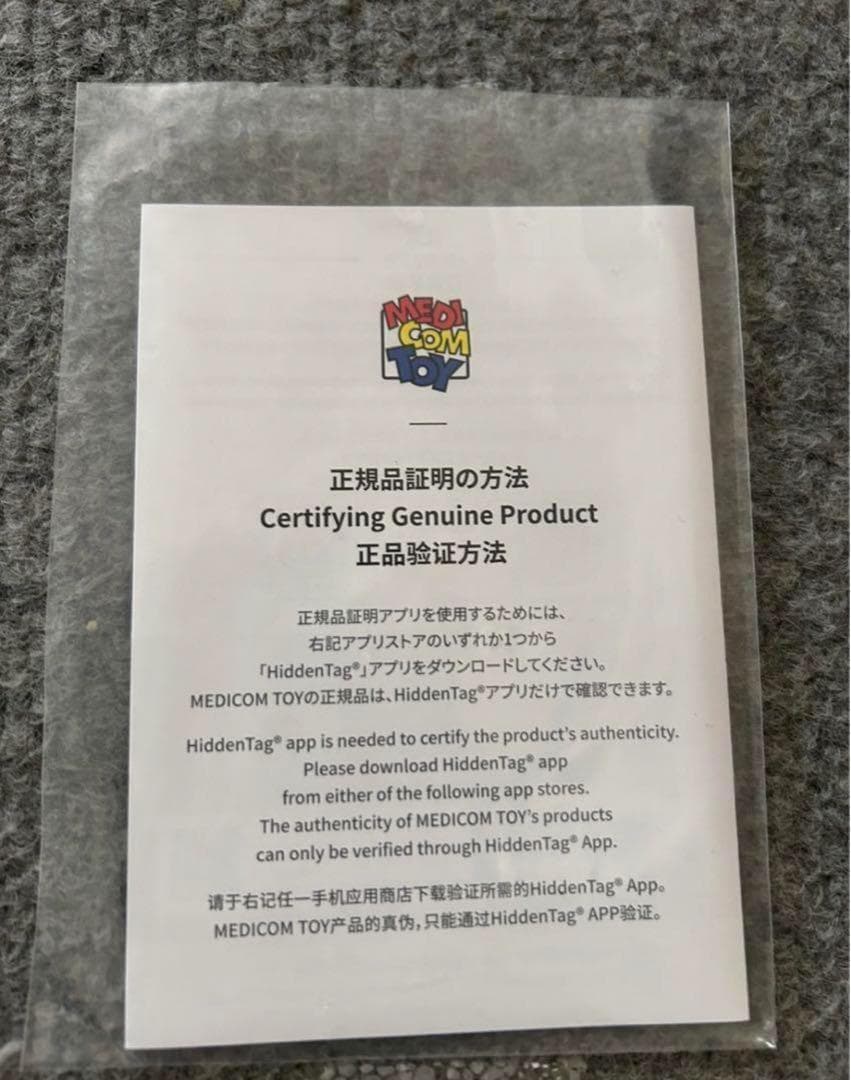 MEDI
COM
TOY
正規品証明の方法
Certifying Genuine Product
正品验证方法
正規品証明アプリを使用するためには、
右記アプリストアのいずれか1つから
「HiddenTag®」アプリをダウンロードしてください。
MEDICOM TOYの正規品は、HiddenTag®アプリだけで確認できます。
HiddenTag® app is needed to certify the product's authenticity.
Please download HiddenTag® app
from either of the following app stores.
The authenticity of MEDICOM TOY's products
can only be verified through HiddenTag® App.
请于右记任一手机应用商店下载验证所需的HiddenTag® App。
MEDICOM TOY产品的真伪，只能通过HiddenTag® APP验证。